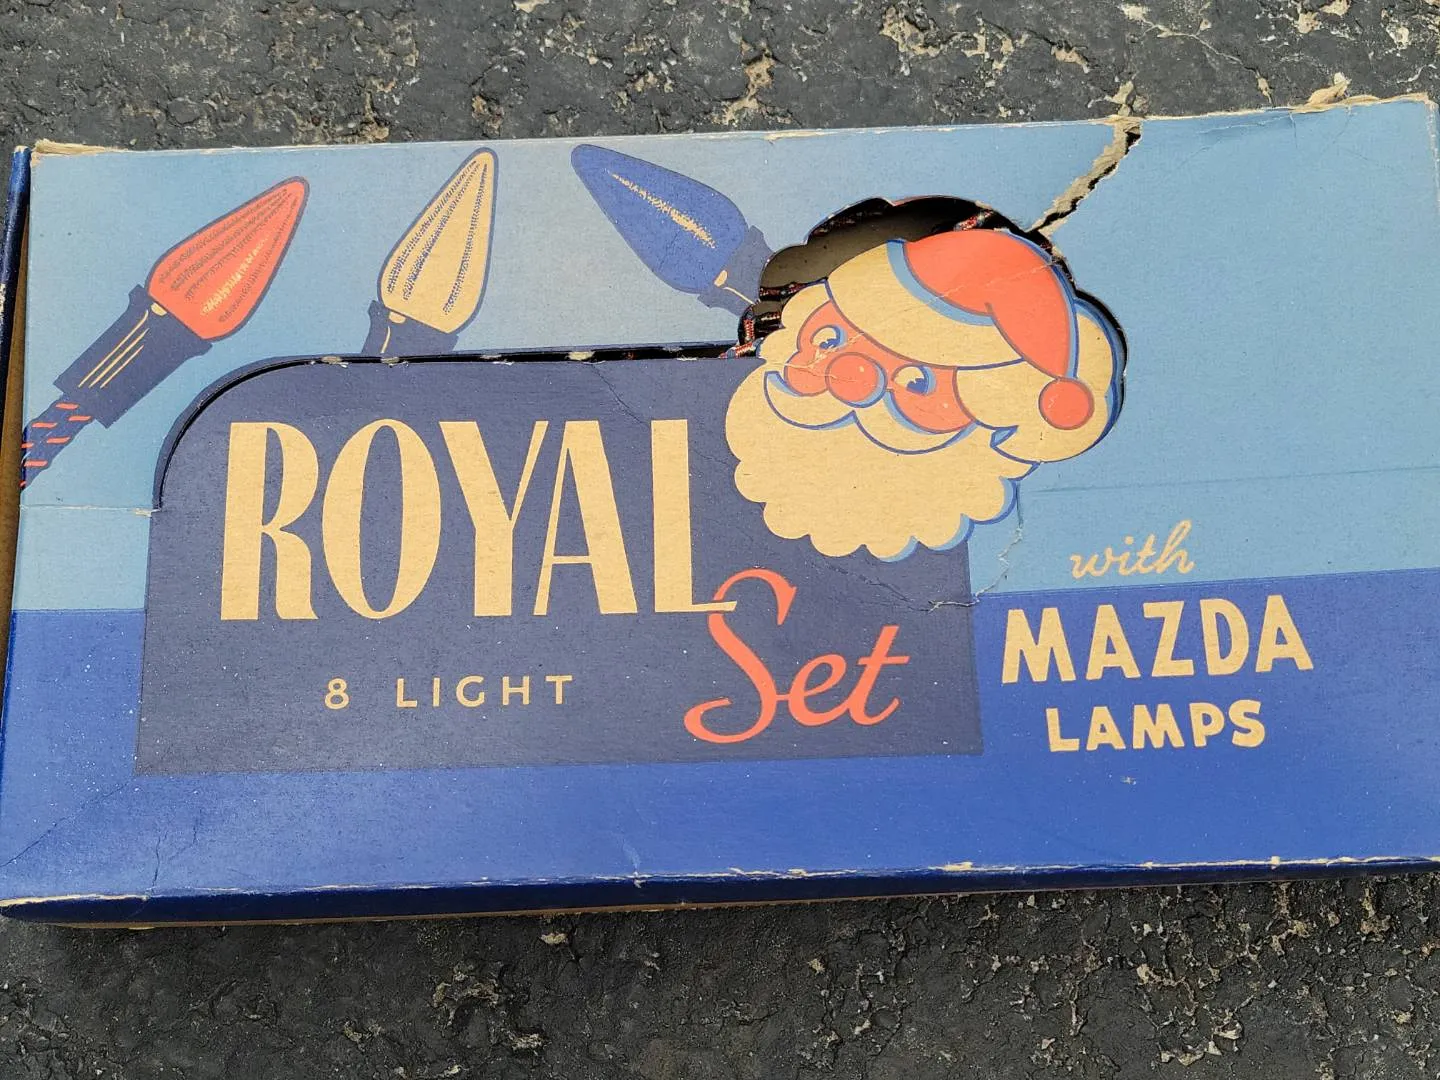 ROYAL
Set
8 LIGHT
with
MAZDA
LAMPS